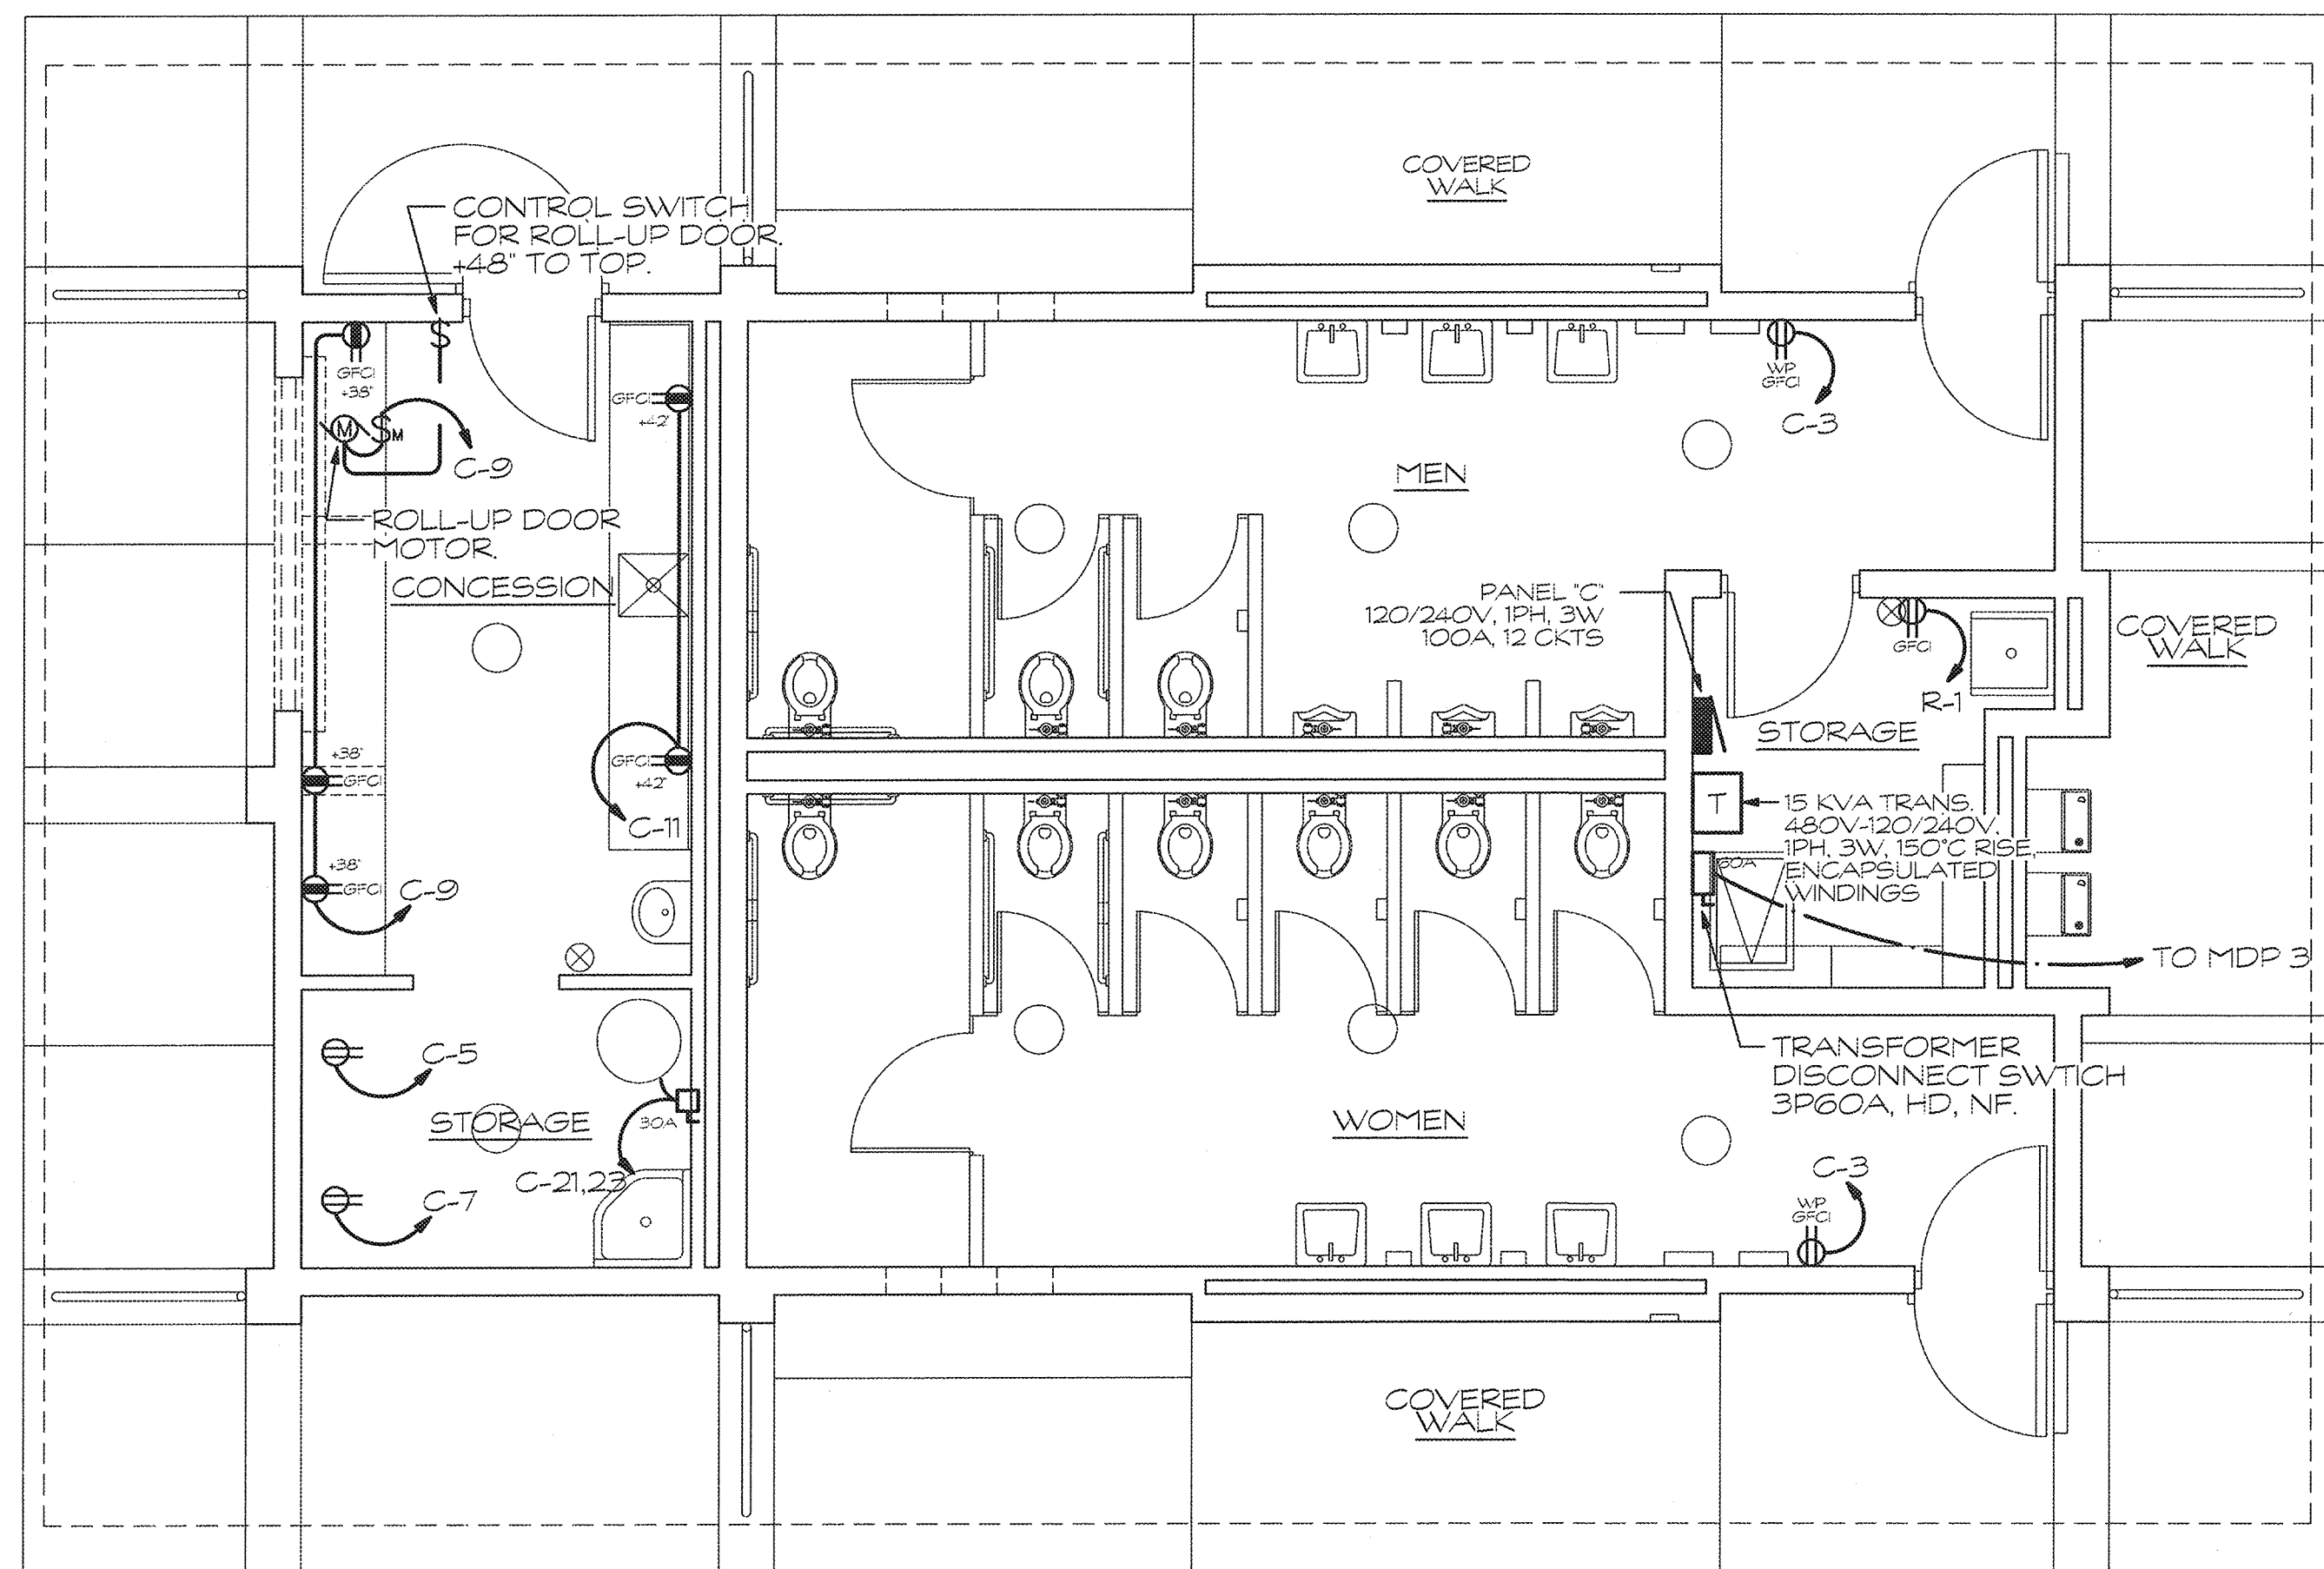 COVERED
WALK
CONTROL SWITCH
FOR ROLL-UP DOOR.
+48" TO TOP.
S
GFCI
+38"
WP
GFCI
C-3
GFCI
+42"
M
SM
C-9
MEN
ROLL-UP DOOR
MOTOR.
CONCESSION
PANEL "C"
120/240V, 1PH, 3W
100A, 12 CKTS
GFCI
R-1
COVERED
WALK
STORAGE
+38"
GFCI
GFCI
+42"
C-11
T
15 KVA TRANS.
480V-120/240V.
1PH, 3W, 150°C RISE,
ENCAPSULATED
WINDINGS
60A
+38"
GFCI
C-9
TO MDP 3
C-5
TRANSFORMER
DISCONNECT SWTICH
3P60A, HD, NF.
STORAGE
30A
WOMEN
C-21,23
C-7
C-3
WP
GFCI
COVERED
WALK